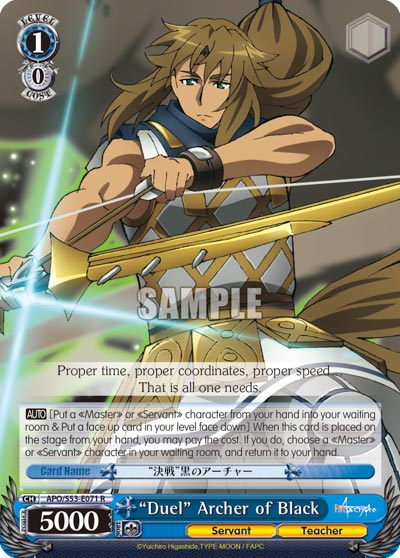 LEVEL
1
0
COST
SAMPLE
Proper time, proper coordinates, proper speed...
That is all one needs.
AUTO [Put a «Master» or «Servant» character from your hand into your waiting
room & Put a face up card in your level face down] When this card is placed on
the stage from your hand, you may pay the cost. If you do, choose a «Master»
or «Servant» character in your waiting room, and return it to your hand.
Card Name “決戦”黒のアーチャー
CH APO/S53-E071 R
POWER 5000 SOUL
“Duel” Archer of Black
Fate/Apocrypha
Servant Teacher
©Yuichiro Higashide,TYPE-MOON / FAPC